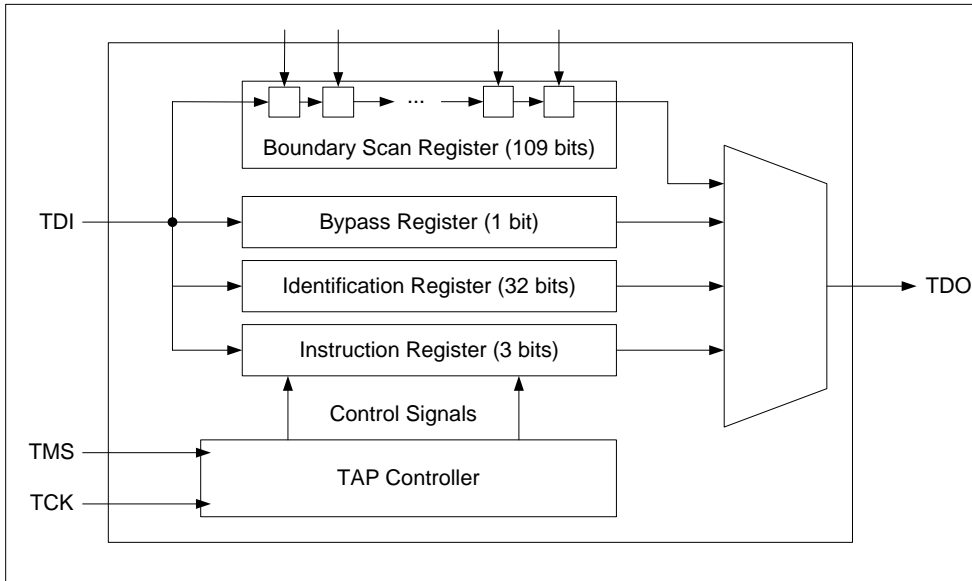 ...
Boundary Scan Register (109 bits)
TDI
Bypass Register (1 bit)
Identification Register (32 bits)
TDO
Instruction Register (3 bits)
Control Signals
TMS
TAP Controller
TCK